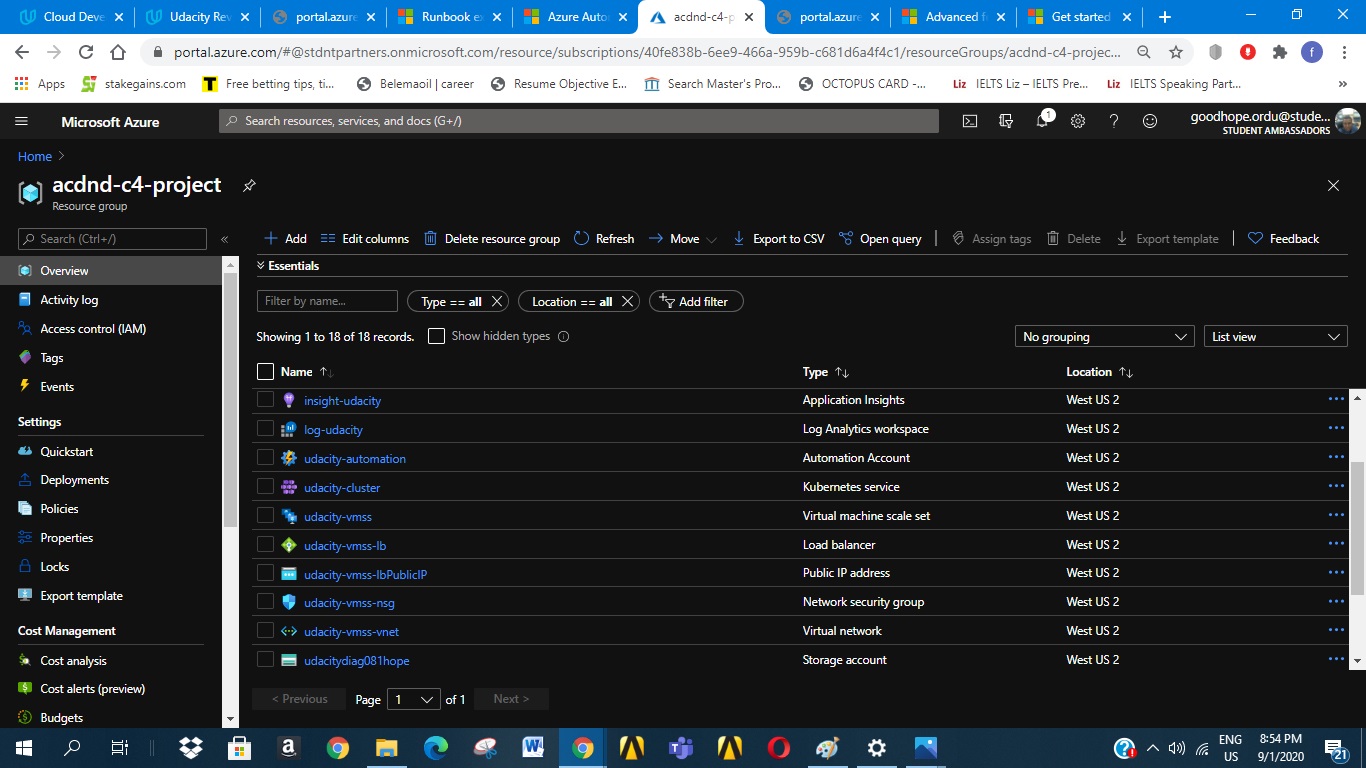 Cloud Deve
Udacity Rev
portal.azure
Runbook ex
Azure Auto
acdnd-c4-p
portal.azure
Advanced f
Get started
portal.azure.com/#@stdntpartners.onmicrosoft.com/resource/subscriptions/40fe838b-6ee9-466a-959b-c681d6a4f4c1/resourceGroups/acdnd-c4-projec...
f
Apps
stakegains.com
T
Free betting tips, ti...
Belemaoil | career
Resume Objective E...
Search Master's Pro...
OCTOPUS CARD -...
Liz
IELTS Liz – IELTS Pre...
Liz
IELTS Speaking Part...
»
Microsoft Azure
Search resources, services, and docs (G+/)
1
goodhope.ordu@stude...
STUDENT AMBASSADORS
Home
acdnd-c4-project
Resource group
Search (Ctrl+/)
«
Add
Edit columns
Delete resource group
Refresh
Move
Export to CSV
Open query
Assign tags
Delete
Export template
Feedback
Overview
Activity log
Access control (IAM)
Tags
Events
Settings
Quickstart
Deployments
Policies
Properties
Locks
Export template
Cost Management
Cost analysis
Cost alerts (preview)
Budgets
Essentials
Filter by name...
Type == all
Location == all
Add filter
Showing 1 to 18 of 18 records.
Show hidden types
No grouping
List view
Name Type Location
insight-udacity Application Insights West US 2
log-udacity Log Analytics workspace West US 2
udacity-automation Automation Account West US 2
udacity-cluster Kubernetes service West US 2
udacity-vmss Virtual machine scale set West US 2
udacity-vmss-lb Load balancer West US 2
udacity-vmss-lbPublicIP Public IP address West US 2
udacity-vmss-nsg Network security group West US 2
udacity-vmss-vnet Virtual network West US 2
udacitydiag081hope Storage account West US 2
< Previous
Page 1 of 1
Next >
ENG
US
8:54 PM
9/1/2020
21